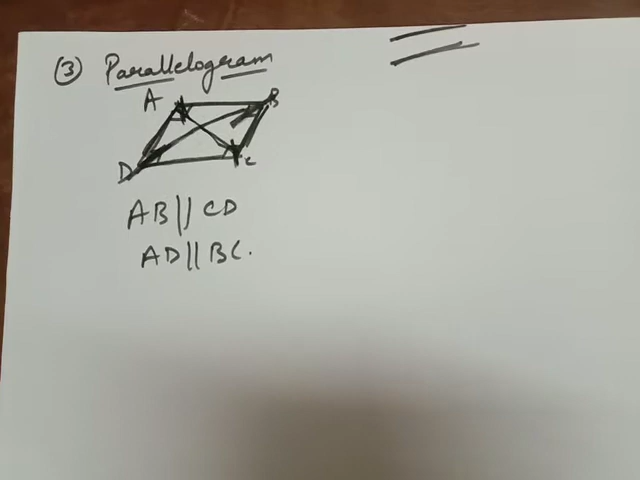 (3) Parallelogram
A B
D C
AB || CD
AD || BC.